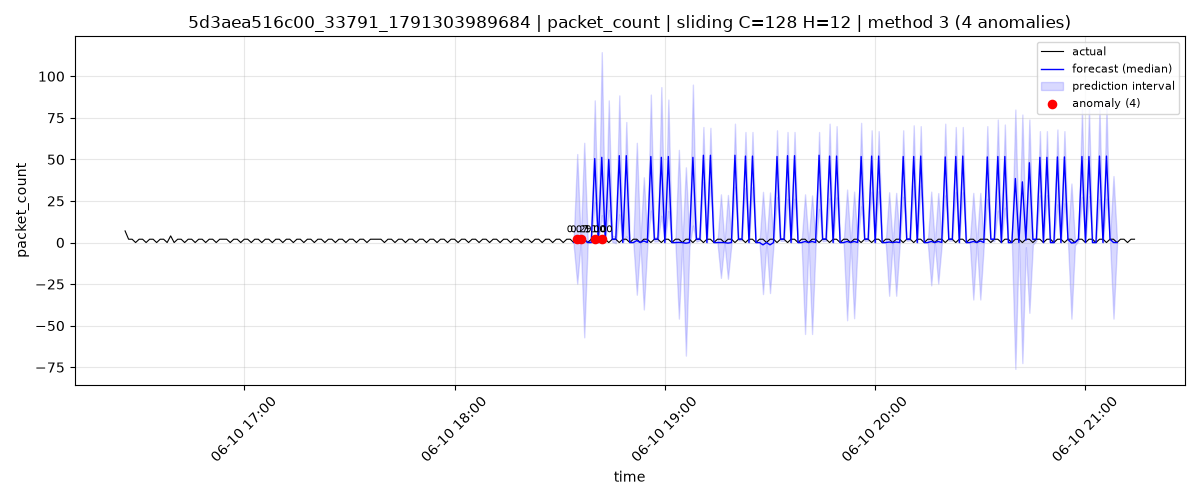 5d3aea516c00_33791_1791303989684 | packet_count | sliding C=128 H=12 | method 3 (4 anomalies)
actual
forecast (median)
prediction interval
anomaly (4)
packet_count
100
75
50
25
0
−25
−50
−75
06-10 17:00
06-10 18:00
06-10 19:00
06-10 20:00
06-10 21:00
time